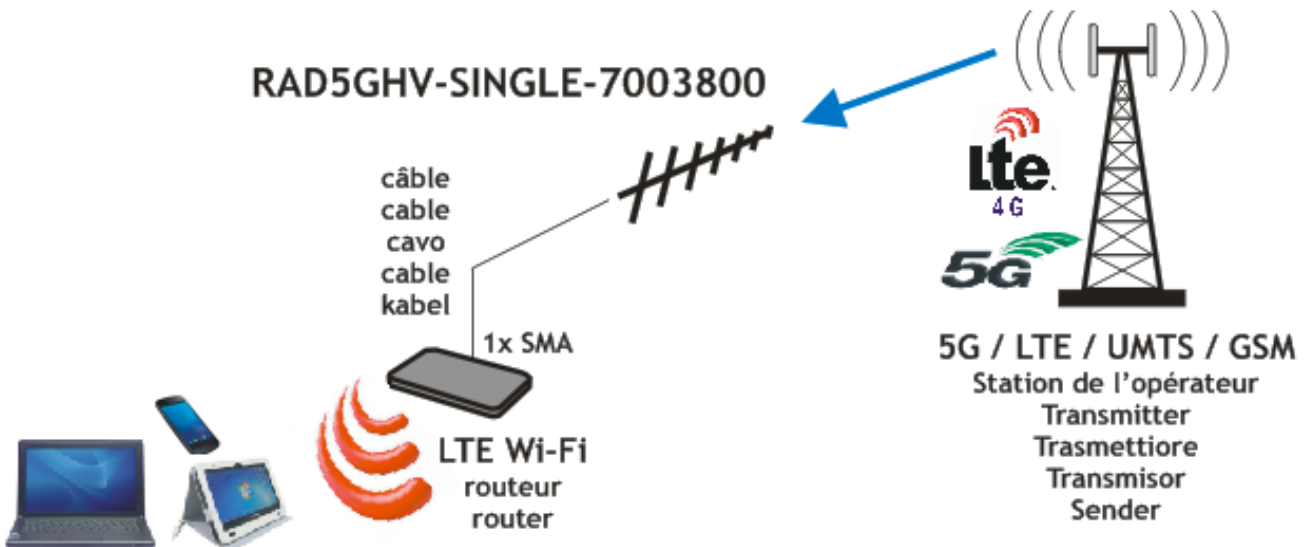 RAD5GHV-SINGLE-7003800
câble
cable
cavo
cable
kabel
1x SMA
LTE Wi-Fi
routeur
router
lte
4G
5G
5G / LTE / UMTS / GSM
Station de l'opérateur
Transmitter
Trasmettiore
Transmisor
Sender